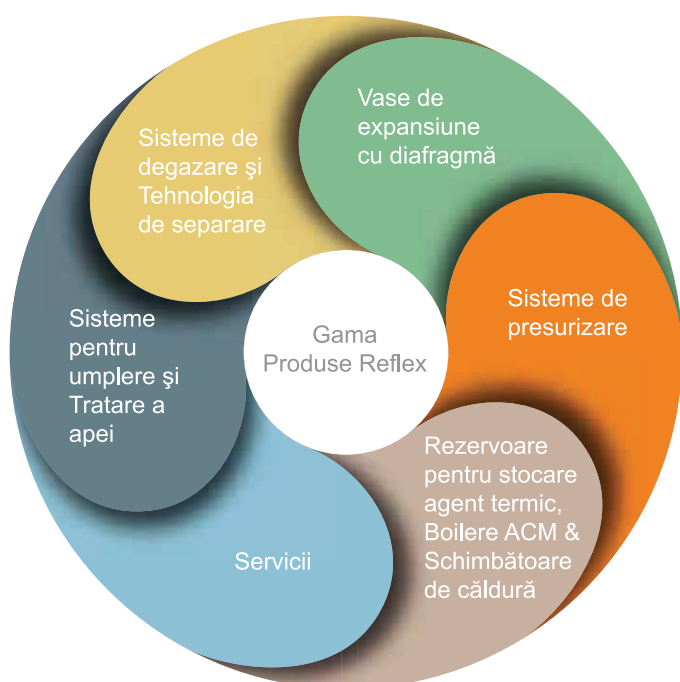 Vase de
expansiune
cu diafragmă
Sisteme de
degazare şi
Tehnologia
de separare
Sisteme de
presurizare
Gama
Produse Reflex
Sisteme
pentru
umplere şi
Tratare a
apei
Rezervoare
pentru stocare
agent termic,
Boilere ACM &
Schimbătoare
de căldură
Servicii